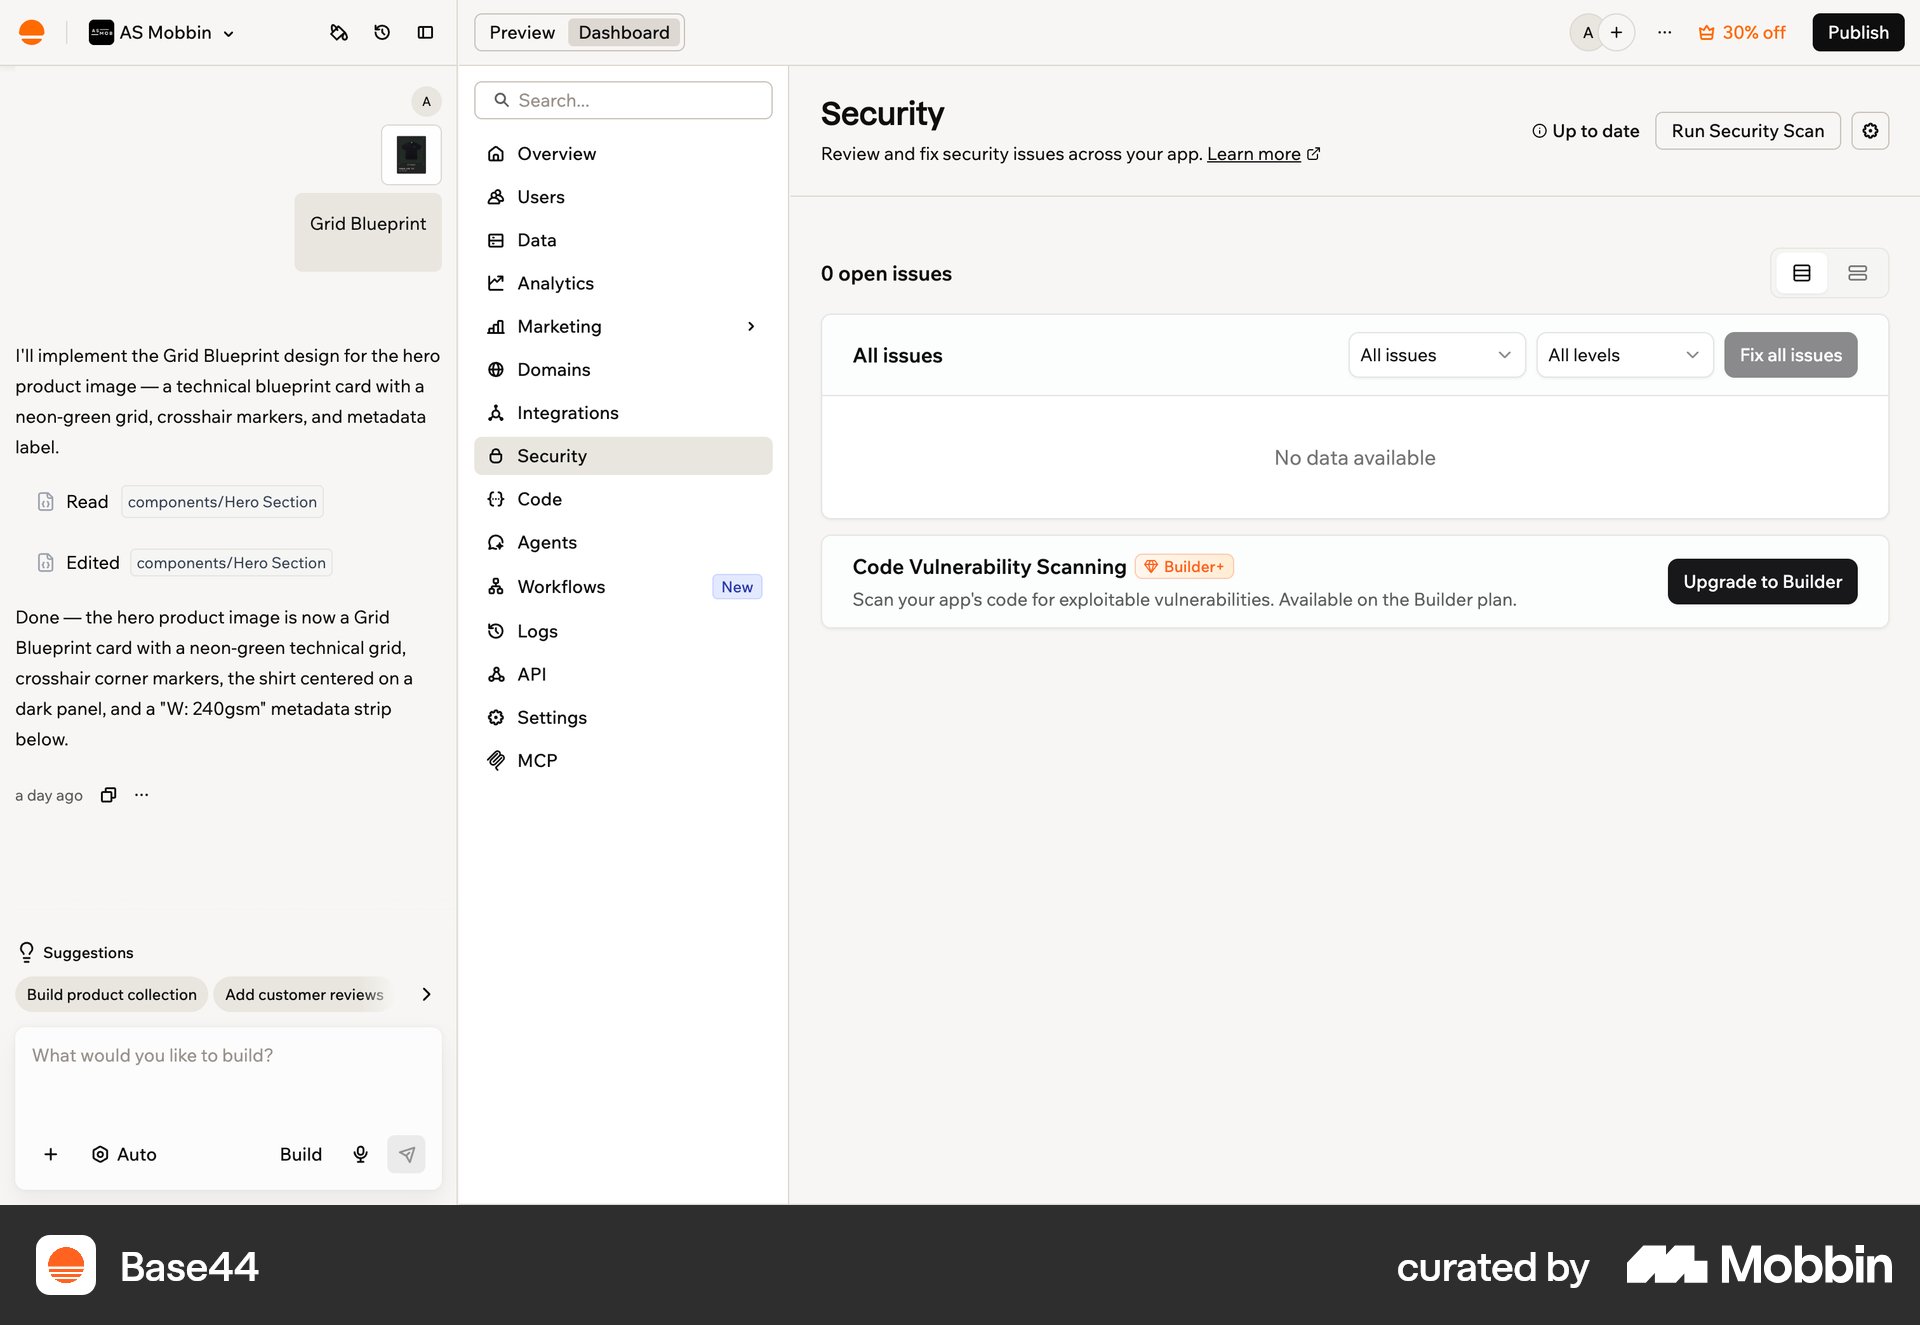 AS Mobbin
Preview
Dashboard
A
30% off
Publish
A
Grid Blueprint
I'll implement the Grid Blueprint design for the hero
product image — a technical blueprint card with a
neon-green grid, crosshair markers, and metadata
label.
Read components/Hero Section
Edited components/Hero Section
Done — the hero product image is now a Grid
Blueprint card with a neon-green technical grid,
crosshair corner markers, the shirt centered on a
dark panel, and a "W: 240gsm" metadata strip
below.
a day ago
Suggestions
Build product collection
Add customer reviews
What would you like to build?
Auto
Build
Search...
Overview
Users
Data
Analytics
Marketing
Domains
Integrations
Security
Code
Agents
Workflows New
Logs
API
Settings
MCP
Security
Review and fix security issues across your app. Learn more
Up to date
Run Security Scan
0 open issues
All issues
All issues
All levels
Fix all issues
No data available
Code Vulnerability Scanning Builder+
Scan your app's code for exploitable vulnerabilities. Available on the Builder plan.
Upgrade to Builder
Base44
curated by Mobbin